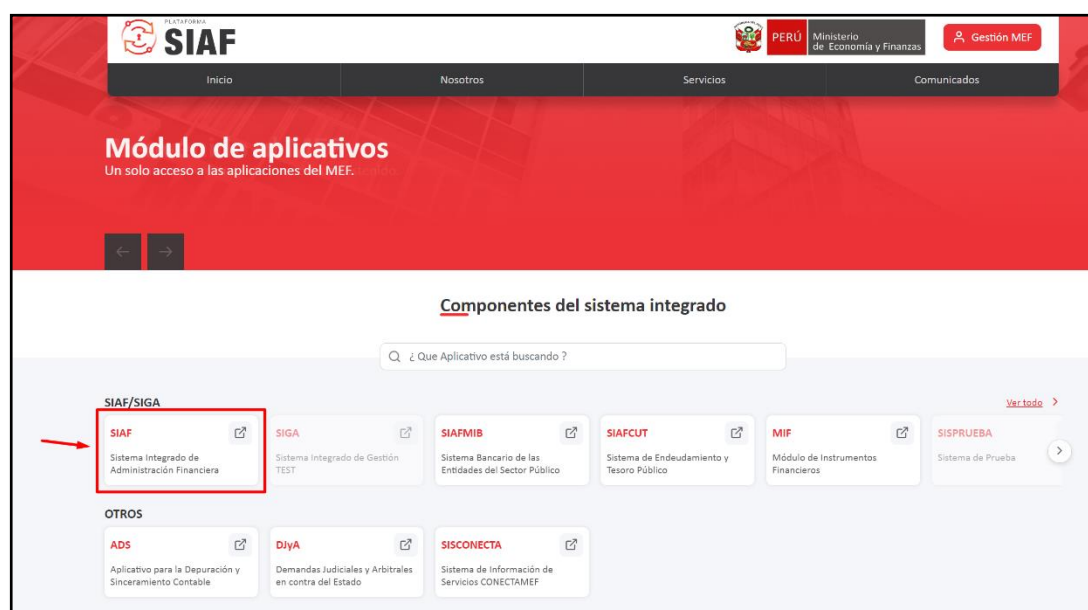 PLATAFORMA
SIAF
PERÚ
Ministerio
de Economía y Finanzas
Gestión MEF
Inicio
Nosotros
Servicios
Comunicados
Módulo de aplicativos
Un solo acceso a las aplicaciones del MEF.
Componentes del sistema integrado
¿ Que Aplicativo está buscando ?
SIAF/SIGA
Ver todo
SIAF
Sistema Integrado de
Administración Financiera
SIGA
Sistema Integrado de Gestión
TEST
SIAFMIB
Sistema Bancario de las
Entidades del Sector Público
SIAFCUT
Sistema de Endeudamiento y
Tesoro Público
MIF
Módulo de Instrumentos
Financieros
SISPRUEBA
Sistema de Prueba
OTROS
ADS
Aplicativo para la Depuración y
Sinceramiento Contable
DJyA
Demandas Judiciales y Arbitrales
en contra del Estado
SISCONECTA
Sistema de Información de
Servicios CONECTAMEF